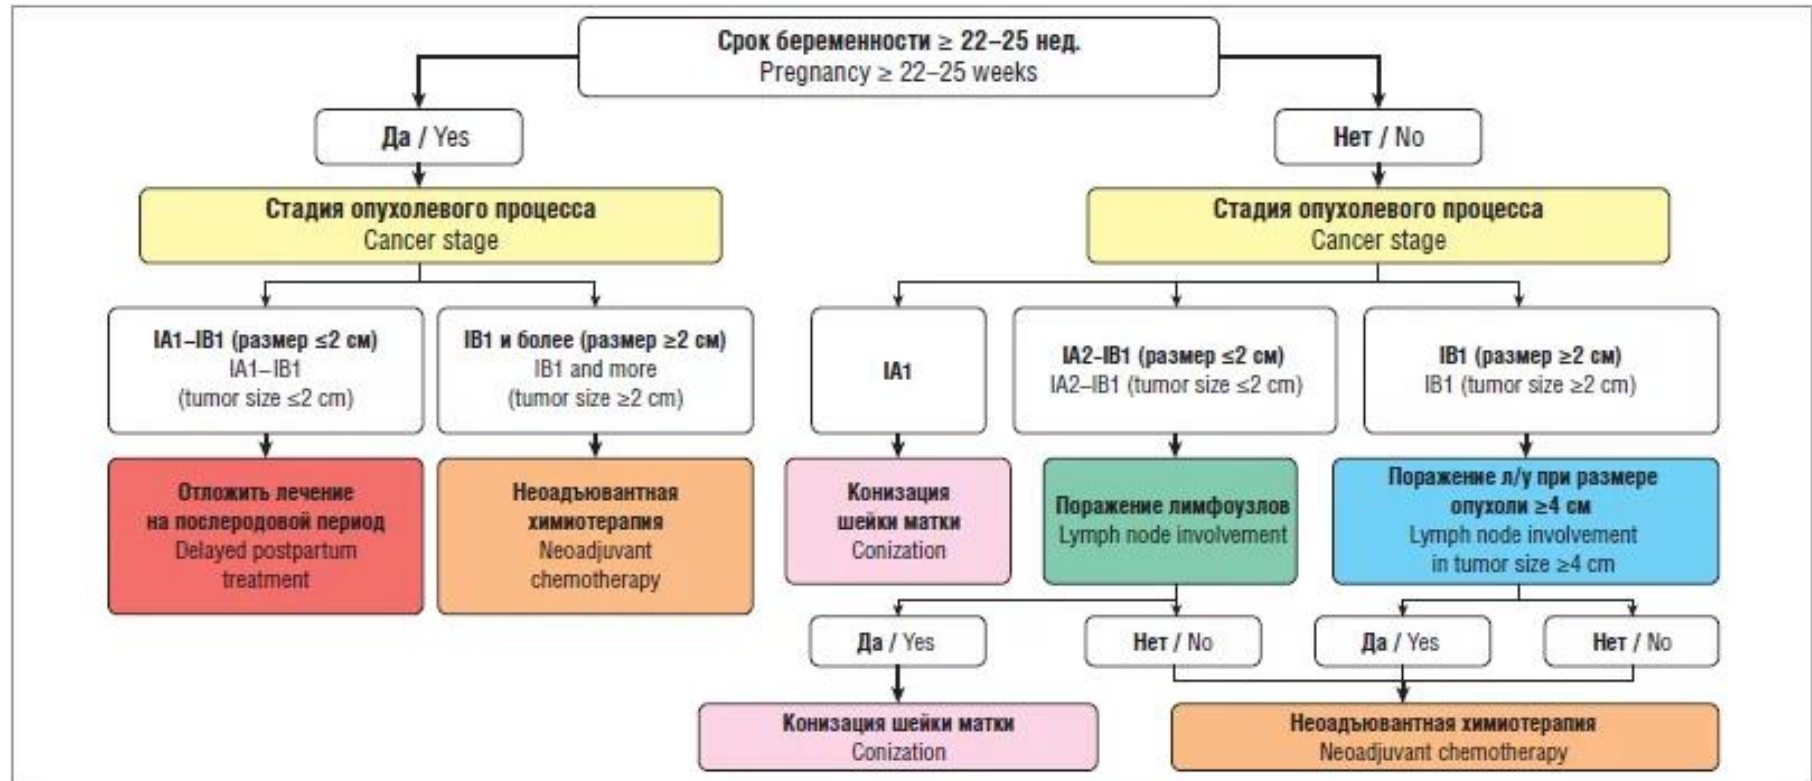 Срок беременности ≥ 22–25 нед.
Pregnancy ≥ 22–25 weeks
Да / Yes
Нет / No
Стадия опухолевого процесса
Cancer stage
Стадия опухолевого процесса
Cancer stage
IA1–IB1 (размер ≤2 см)
IA1–IB1
(tumor size ≤2 cm)
IB1 и более (размер ≥2 см)
IB1 and more
(tumor size ≥2 cm)
IA1
IA2-IB1 (размер ≤2 см)
IA2–IB1 (tumor size ≤2 cm)
IB1 (размер ≥2 см)
IB1 (tumor size ≥2 cm)
Отложить лечение
на послеродовой период
Delayed postpartum
treatment
Неоадъювантная
химиотерапия
Neoadjuvant
chemotherapy
Конизация
шейки матки
Conization
Поражение лимфоузлов
Lymph node involvement
Поражение л/у при размере
опухоли ≥4 см
Lymph node involvement
in tumor size ≥4 cm
Да / Yes
Нет / No
Да / Yes
Нет / No
Конизация шейки матки
Conization
Неоадъювантная химиотерапия
Neoadjuvant chemotherapy